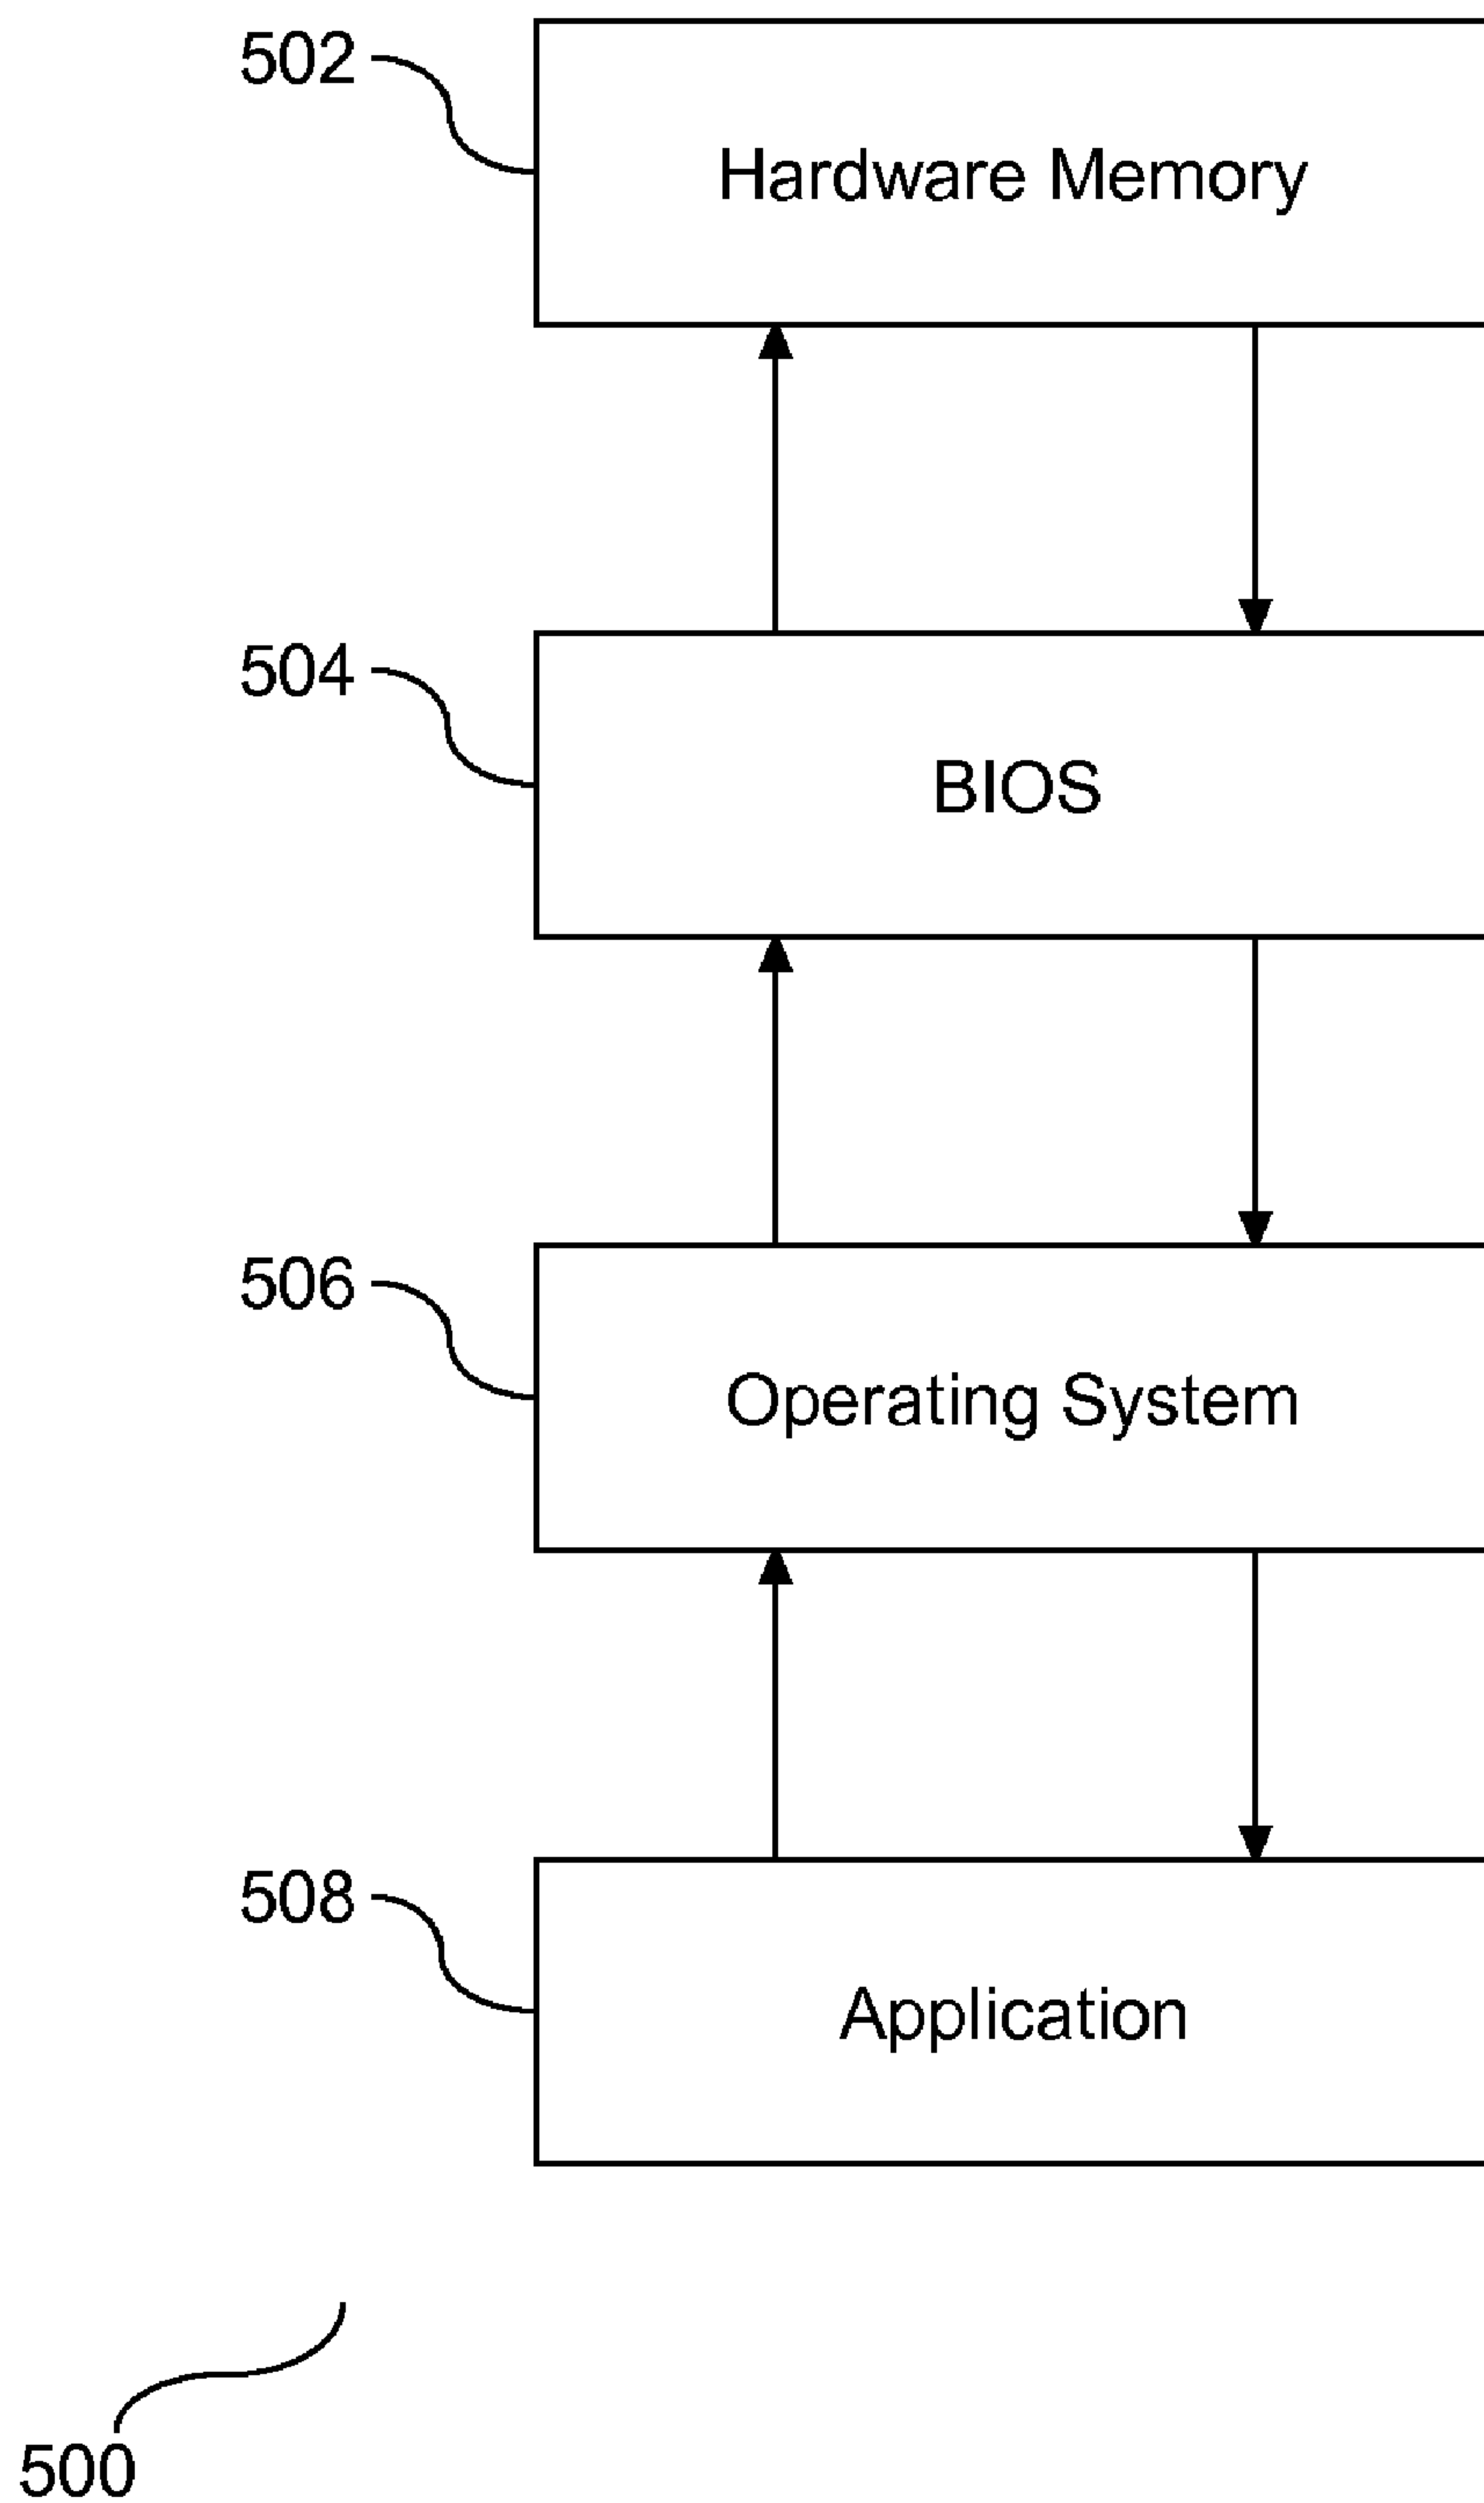 502
Hardware Memory
504
BIOS
506
Operating System
508
Application
500